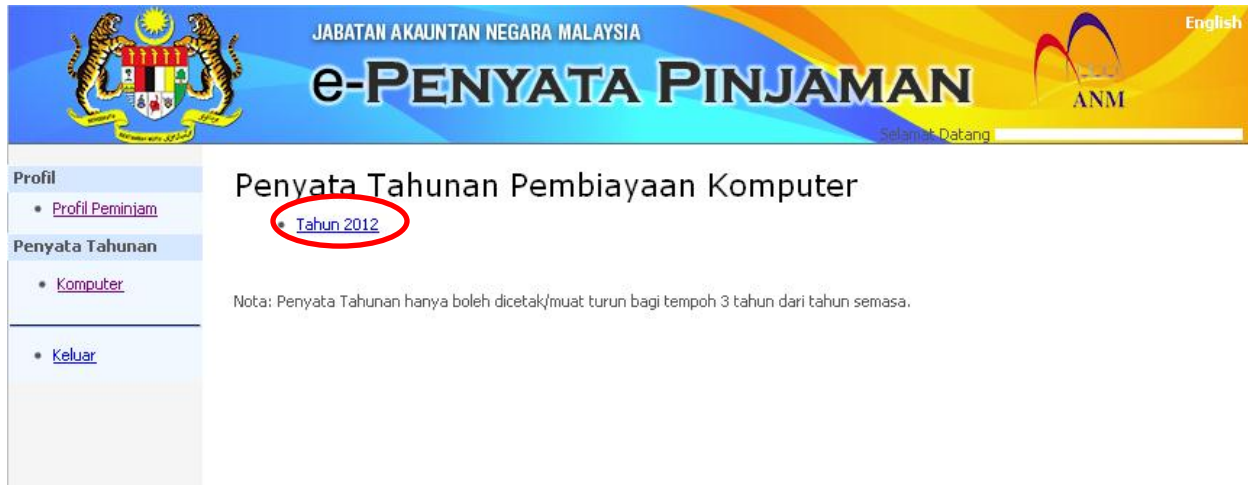 JABATAN AKAUNTAN NEGARA MALAYSIA
English
e-PENYATA PINJAMAN
ANM
Selamat Datang
Profil
Profil Peminjam
Penyata Tahunan
Komputer
Keluar
Penyata Tahunan Pembiayaan Komputer
Tahun 2012
Nota: Penyata Tahunan hanya boleh dicetak/muat turun bagi tempoh 3 tahun dari tahun semasa.